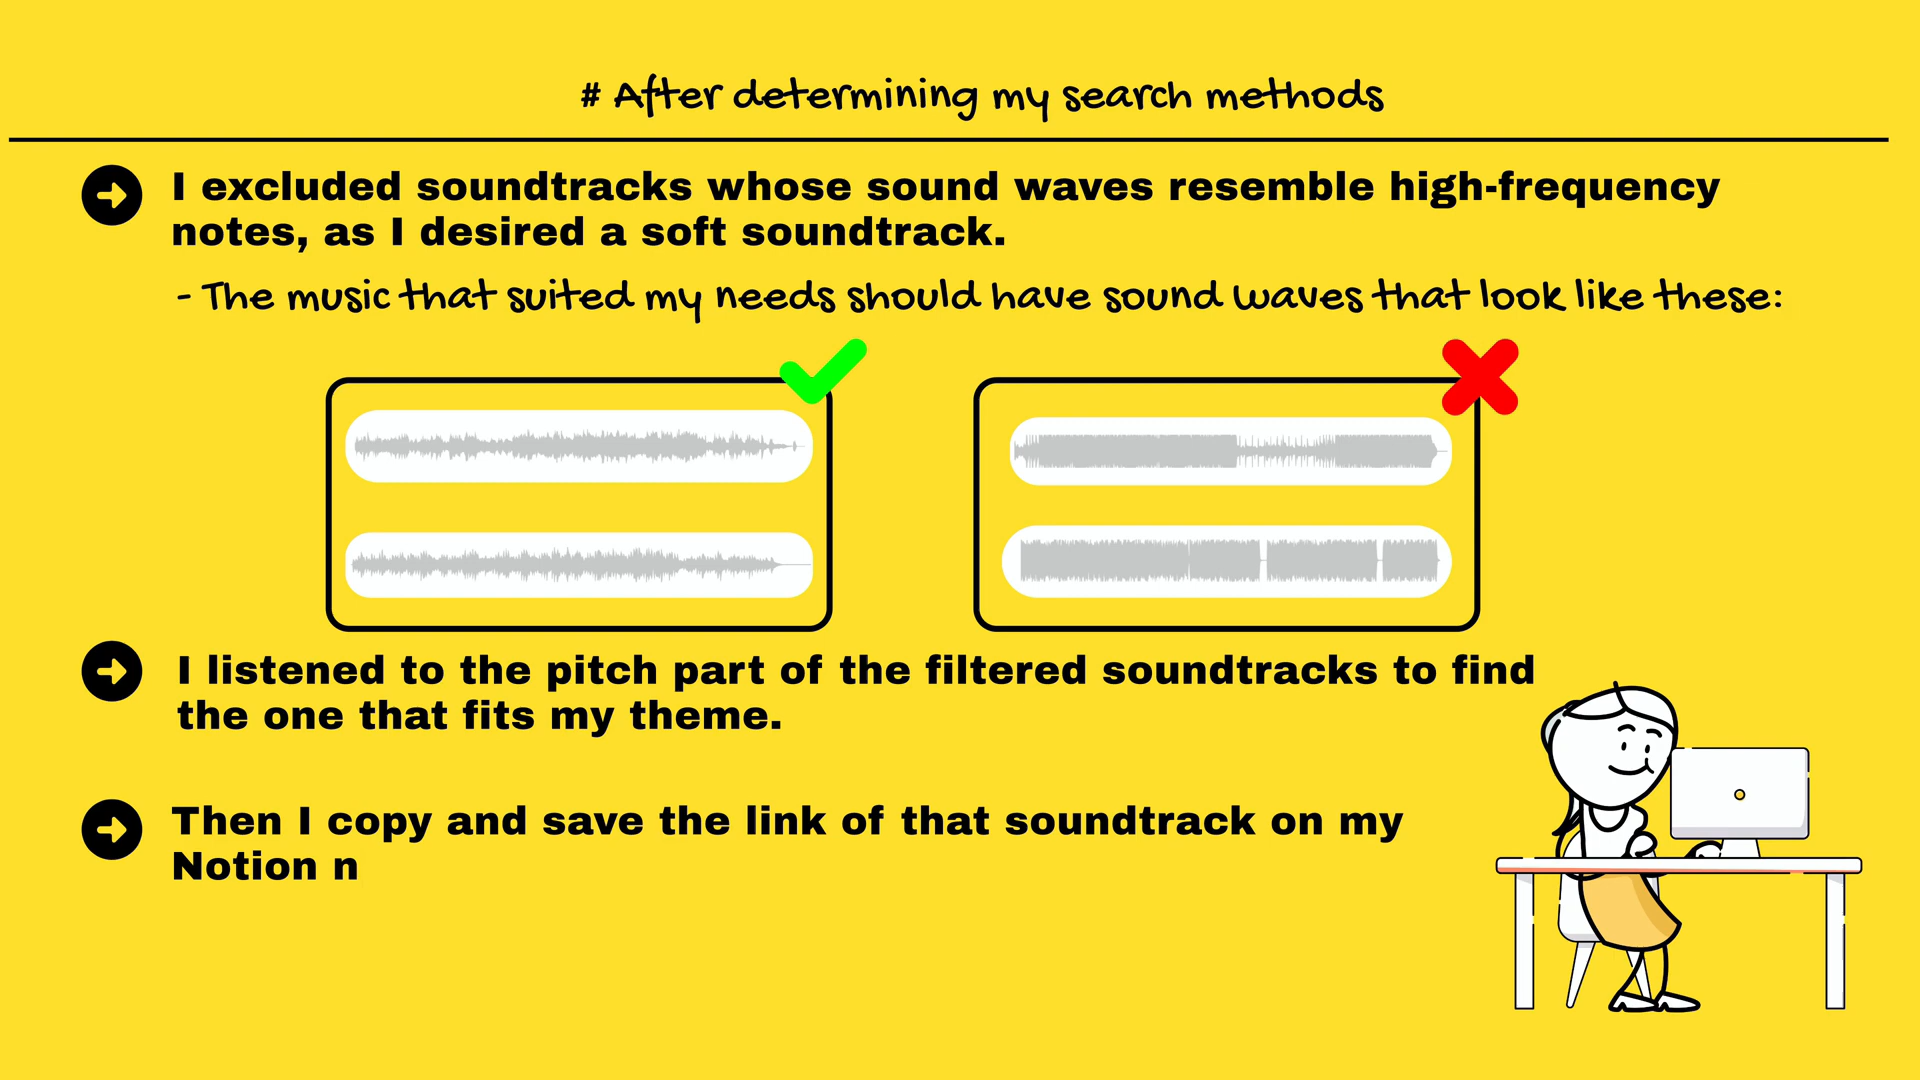 # After determining my search methods
I excluded soundtracks whose sound waves resemble high-frequency
notes, as I desired a soft soundtrack.
- The music that suited my needs should have sound waves that look like these:
I listened to the pitch part of the filtered soundtracks to find
the one that fits my theme.
Then I copy and save the link of that soundtrack on my
Notion n